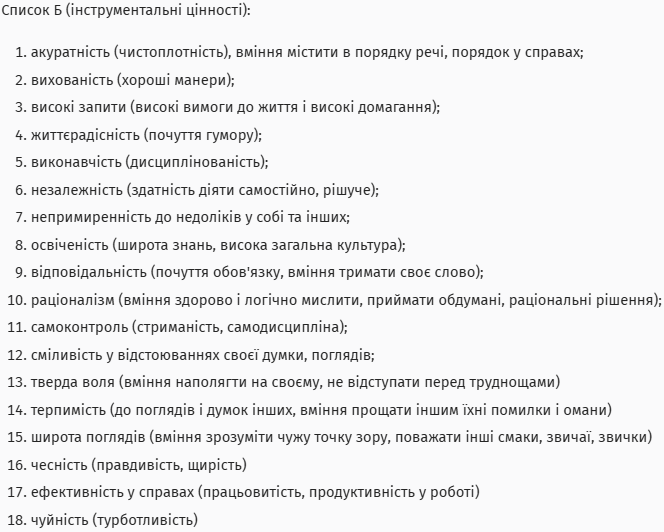 Список Б (інструментальні цінності):
1. акуратність (чистоплотність), вміння містити в порядку речі, порядок у справах;
2. вихованість (хороші манери);
3. високі запити (високі вимоги до життя і високі домагання);
4. життєрадісність (почуття гумору);
5. виконавчість (дисциплінованість);
6. незалежність (здатність діяти самостійно, рішуче);
7. непримиренність до недоліків у собі та інших;
8. освіченість (широта знань, висока загальна культура);
9. відповідальність (почуття обов'язку, вміння тримати своє слово);
10. раціоналізм (вміння здорово і логічно мислити, приймати обдумані, раціональні рішення);
11. самоконтроль (стриманість, самодисципліна);
12. сміливість у відстоюваннях своєї думки, поглядів;
13. тверда воля (вміння наполягти на своєму, не відступати перед труднощами)
14. терпимість (до поглядів і думок інших, вміння прощати іншим їхні помилки і омани)
15. широта поглядів (вміння зрозуміти чужу точку зору, поважати інші смаки, звичаї, звички)
16. чесність (правдивість, щирість)
17. ефективність у справах (працьовитість, продуктивність у роботі)
18. чуйність (турботливість)